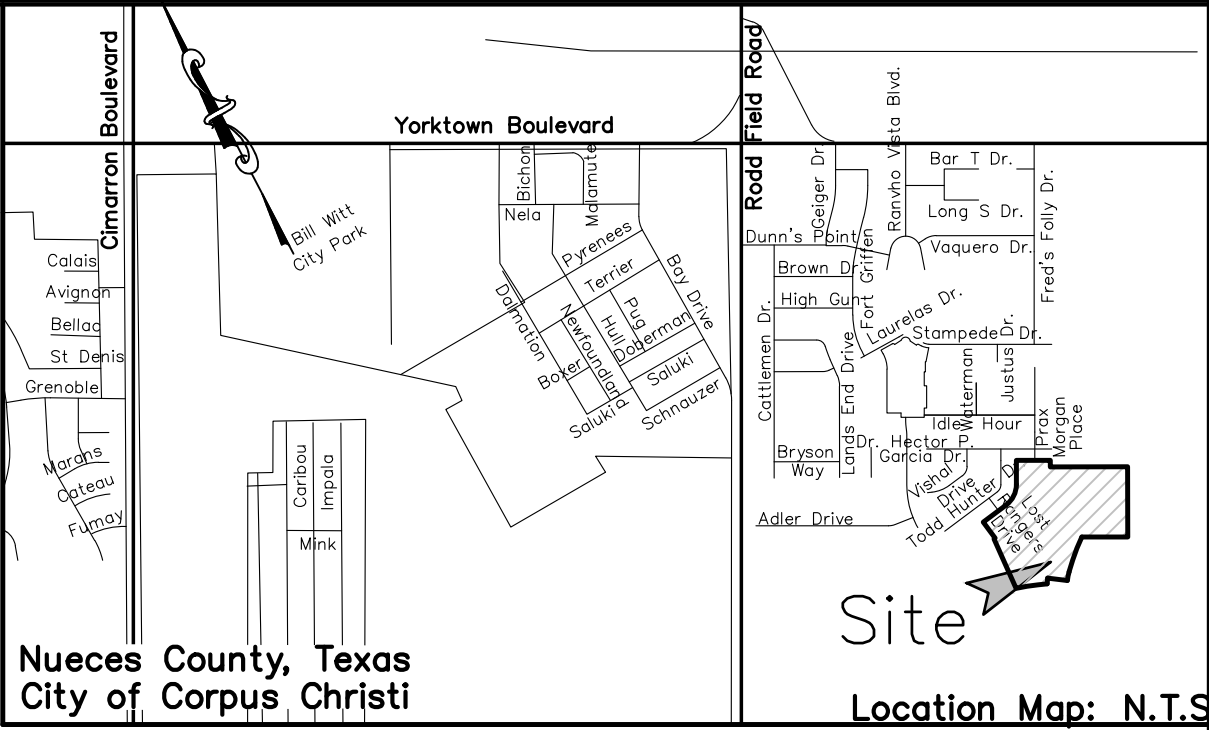 Cimarron Boulevard
Yorktown Boulevard
Rodd Field Road
Bill Witt
City Park
Calais
Avignon
Bellac
St Denis
Grenoble
Marans
Cateau
Fumay
Caribou
Impala
Mink
Bichon
Malamute
Nela
Pyrenees
Terrier
Bay Drive
Dalmation
Newfoundland
Hull
Pug
Doberman
Boxer
Saluki
Saluki
Schnauzer
Geiger Dr.
Ranvho Vista Blvd.
Bar T Dr.
Long S Dr.
Fred's Folly Dr.
Dunn's Point
Vaquero Dr.
Brown Dr.
Fort Griffen
High Gun
Laurelas Dr.
Stampede Dr.
Cattlemen Dr.
Lands End Drive
Waterman
Justus Dr.
Idle Hour
Prax
Morgan
Place
Dr. Hector P.
Garcia Dr.
Bryson
Way
Vishal
Drive
Todd Hunter D
Adler Drive
Lost
Rangers
Drive
Site
Nueces County, Texas
City of Corpus Christi
Location Map: N.T.S